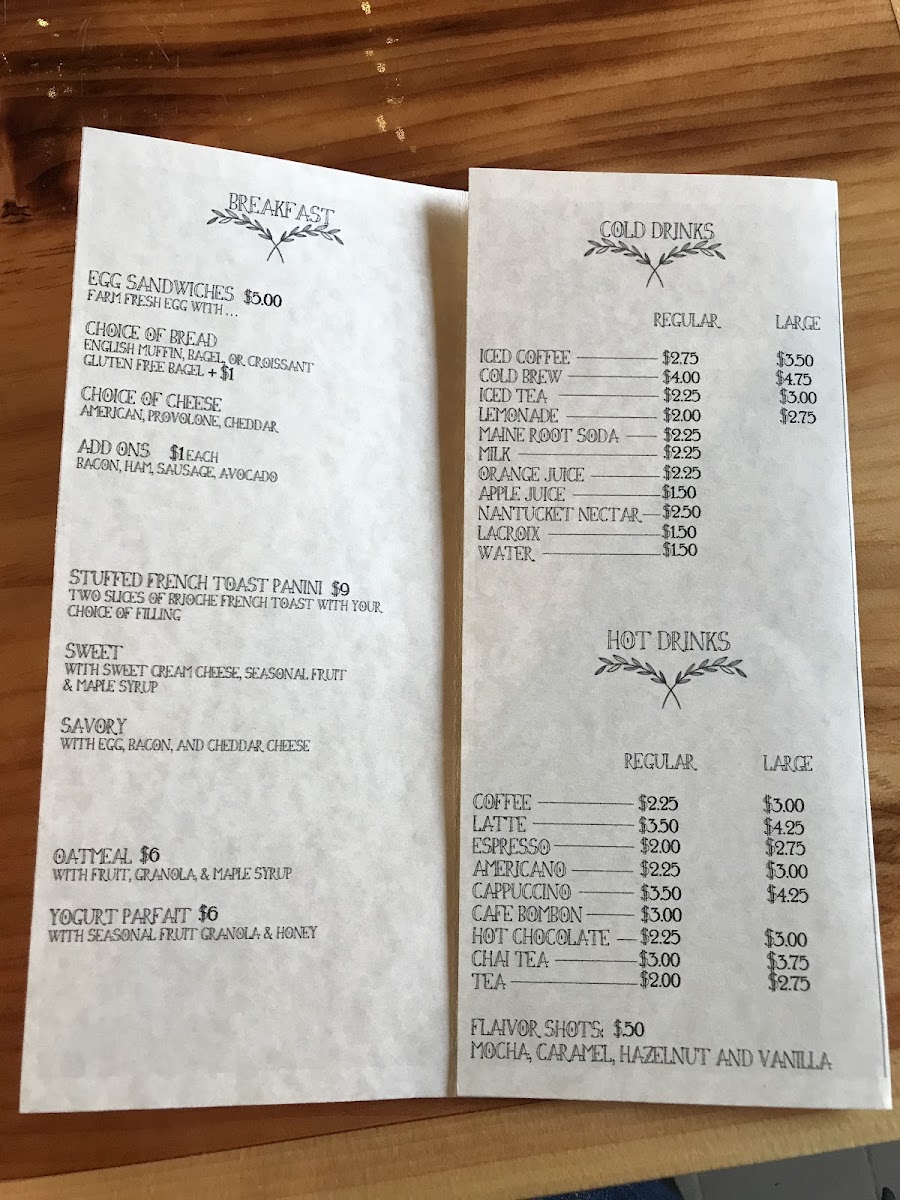 BREAKFAST
EGG SANDWICHES $5.00
FARM FRESH EGG WITH...
CHOICE OF BREAD
ENGLISH MUFFIN, BAGEL, OR CROISSANT
GLUTEN FREE BAGEL + $1
CHOICE OF CHEESE
AMERICAN, PROVOLONE, CHEDDAR
ADD ONS $1 EACH
BACON, HAM, SAUSAGE, AVOCADO
STUFFED FRENCH TOAST PANINI $9
TWO SLICES OF BRIOCHE FRENCH TOAST WITH YOUR
CHOICE OF FILLING
SWEET
WITH SWEET CREAM CHEESE, SEASONAL FRUIT
& MAPLE SYRUP
SAVORY
WITH EGG, BACON, AND CHEDDAR CHEESE
OATMEAL $6
WITH FRUIT, GRANOLA, & MAPLE SYRUP
YOGURT PARFAIT $6
WITH SEASONAL FRUIT GRANOLA & HONEY
COLD DRINKS
REGULAR LARGE
ICED COFFEE $2.75 $3.50
COLD BREW $4.00 $4.75
ICED TEA $2.25 $3.00
LEMONADE $2.00 $2.75
MAINE ROOT SODA $2.25
MILK $2.25
ORANGE JUICE $2.25
APPLE JUICE $1.50
NANTUCKET NECTAR $2.50
LACROIX $1.50
WATER $1.50
HOT DRINKS
REGULAR LARGE
COFFEE $2.25 $3.00
LATTE $3.50 $4.25
ESPRESSO $2.00 $2.75
AMERICANO $2.25 $3.00
CAPPUCCINO $3.50 $4.25
CAFE BOMBON $3.00
HOT CHOCOLATE $2.25 $3.00
CHAI TEA $3.00 $3.75
TEA $2.00 $2.75
FLAIVOR SHOTS: $.50
MOCHA, CARAMEL, HAZELNUT AND VANILLA